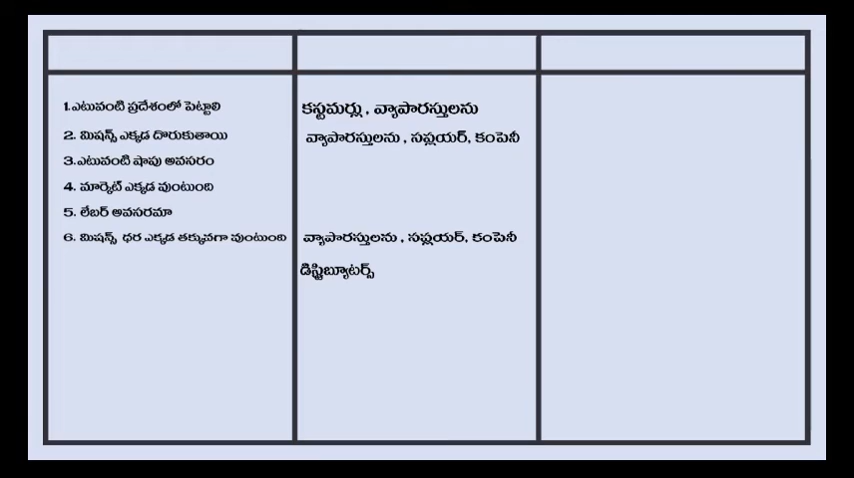 1.ఎటువంటి ప్రదేశంలో పెట్టాలి
కస్టమర్లు , వ్యాపారస్తులను
2. మిషన్స్ ఎక్కడ దొరుకుతాయి
వ్యాపారస్తులను , సప్లయర్, కంపెనీ
3.ఎటువంటి షాపు అవసరం
4. మార్కెట్ ఎక్కడ వుంటుంది
5. లేబర్ అవసరమా
6. మిషన్స్ ధర ఎక్కడ తక్కువగా వుంటుంది
వ్యాపారస్తులను , సప్లయర్, కంపెనీ
డిస్ట్రిబ్యూటర్స్